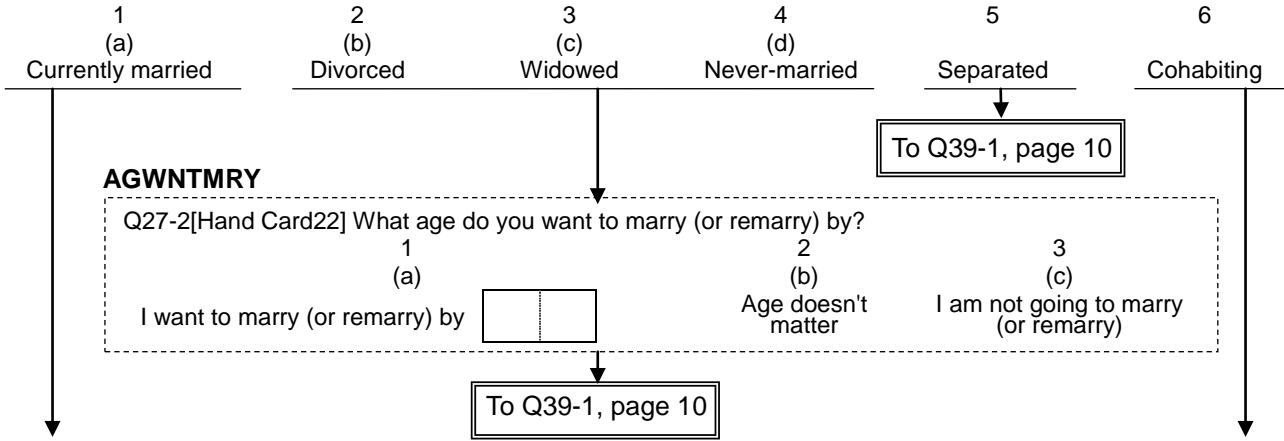 1 2 3 4 5 6
(a) (b) (c) (d)
Currently married Divorced Widowed Never-married Separated Cohabiting
To Q39-1, page 10
AGWNTMRY
Q27-2[Hand Card22] What age do you want to marry (or remarry) by?
1 2 3
(a) (b) (c)
I want to marry (or remarry) by
Age doesn't
matter
I am not going to marry
(or remarry)
To Q39-1, page 10